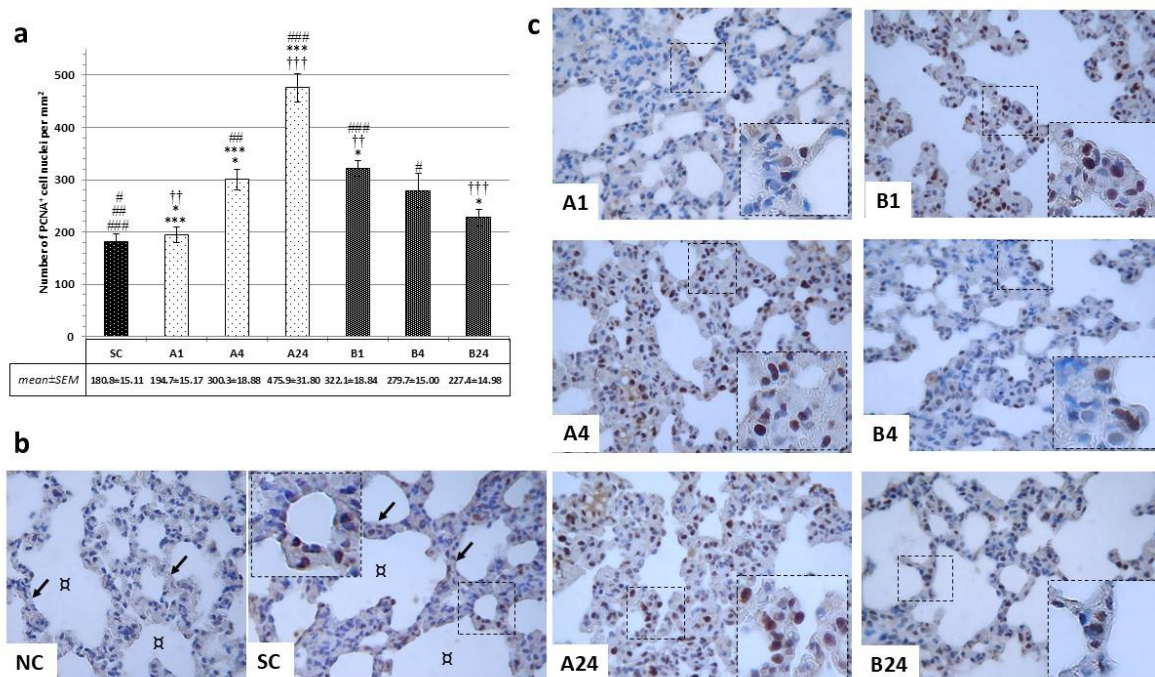 a
Number of PCNA⁺ cell nuclei per mm²
500
400
300
200
100
0
#
##
###
††
*
***
##
***
*
###
***
†††
###
††
*
#
†††
*
SC A1 A4 A24 B1 B4 B24
mean±SEM 180.8±15.11 194.7±15.17 300.3±18.88 475.9±31.80 322.1±18.84 279.7±15.00 227.4±14.98
b
¤
¤
NC
¤
¤
SC
c
A1
B1
A4
B4
A24
B24